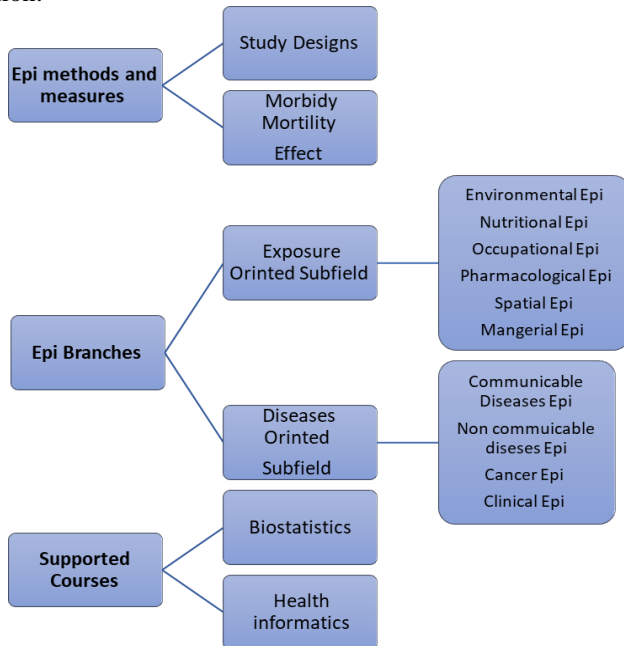 Study Designs
Epi methods and
measures
Morbidy
Mortility
Effect
Environmental Epi
Nutritional Epi
Occupational Epi
Pharmacological Epi
Spatial Epi
Mangerial Epi
Exposure
Orinted Subfield
Epi Branches
Diseases
Orinted
Subfield
Communicable
Diseases Epi
Non commuicable
diseses Epi
Cancer Epi
Clinical Epi
Biostatistics
Supported
Courses
Health
informatics